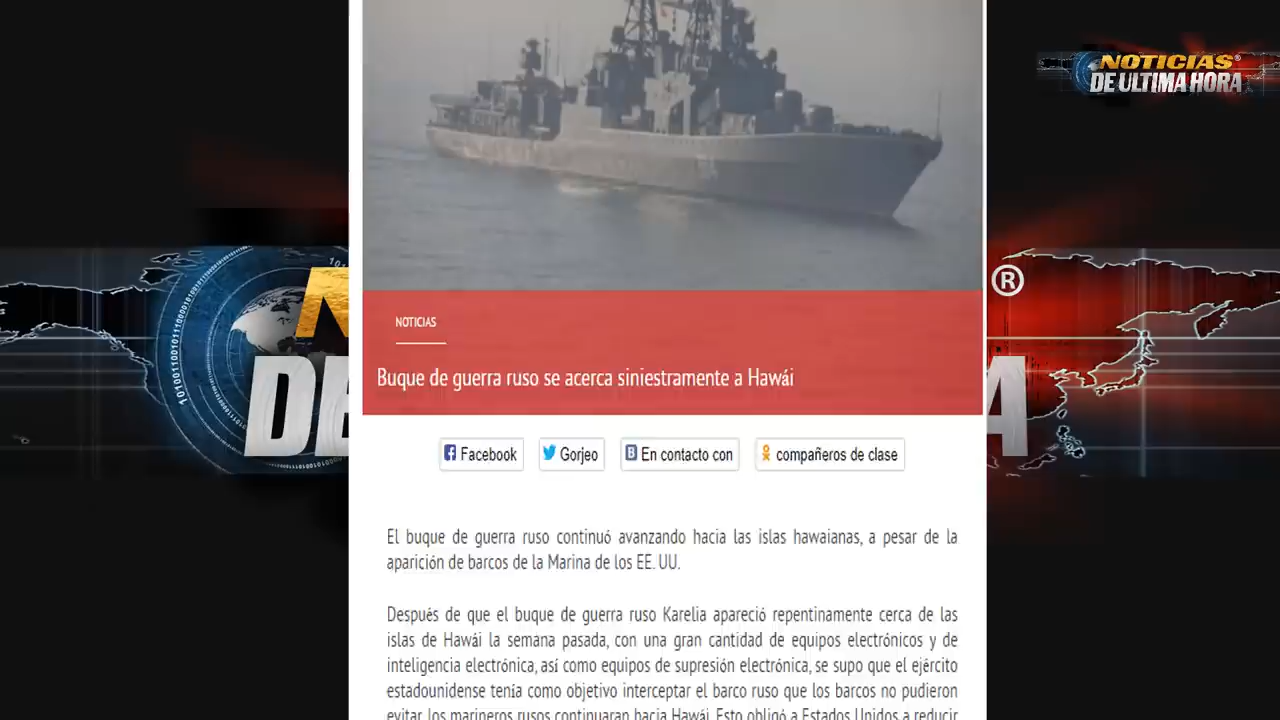 NOTICIAS®
DE ULTIMA HORA
NOTICIAS
Buque de guerra ruso se acerca siniestramente a Hawái
Facebook
Gorjeo
En contacto con
compañeros de clase
El buque de guerra ruso continuó avanzando hacia las islas hawaianas, a pesar de la
aparición de barcos de la Marina de los EE. UU.
Después de que el buque de guerra ruso Karelia apareció repentinamente cerca de las
islas de Hawái la semana pasada, con una gran cantidad de equipos electrónicos y de
inteligencia electrónica, así como equipos de supresión electrónica, se supo que el ejército
estadounidense tenía como objetivo interceptar el barco ruso que los barcos no pudieron
evitar. los marineros rusos continuaran hacia Hawái. Esto obligó a Estados Unidos a reducir
N
DE
®
A